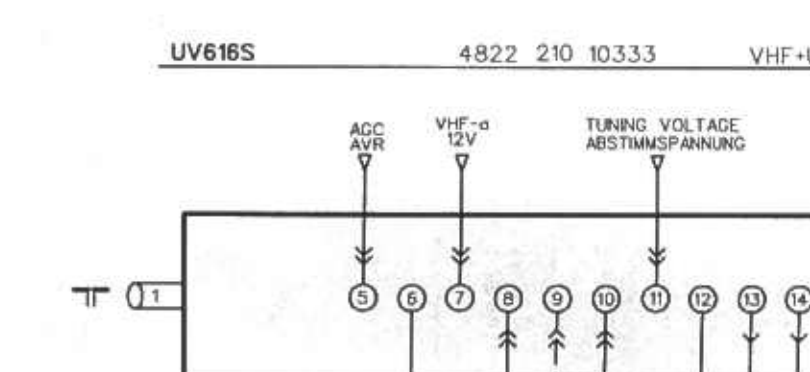 UV616S 4822 210 10333 VHF+U
AGC
AVR
VHF-a
12V
TUNING VOLTAGE
ABSTIMMSPANNUNG
1 5 6 7 8 9 10 11 12 13 14